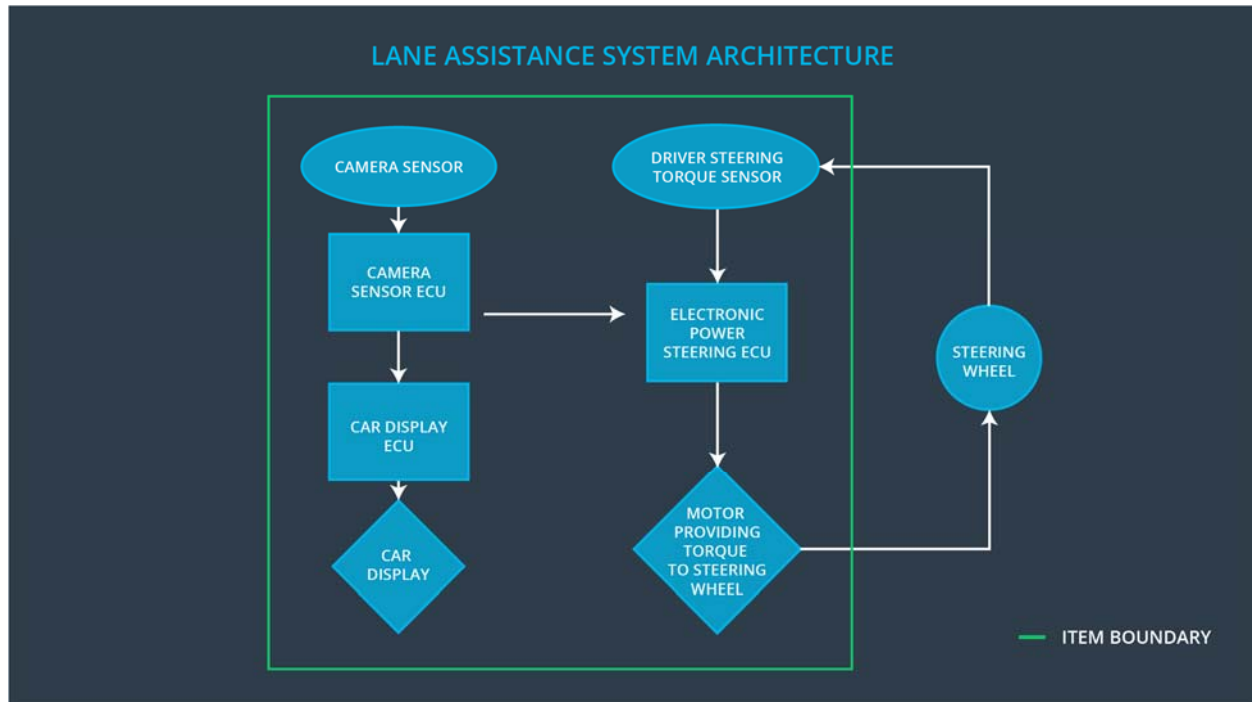 LANE ASSISTANCE SYSTEM ARCHITECTURE
CAMERA SENSOR
DRIVER STEERING
TORQUE SENSOR
CAMERA
SENSOR ECU
ELECTRONIC
POWER
STEERING ECU
STEERING
WHEEL
CAR DISPLAY
ECU
MOTOR
PROVIDING
TORQUE
TO STEERING
WHEEL
CAR
DISPLAY
ITEM BOUNDARY